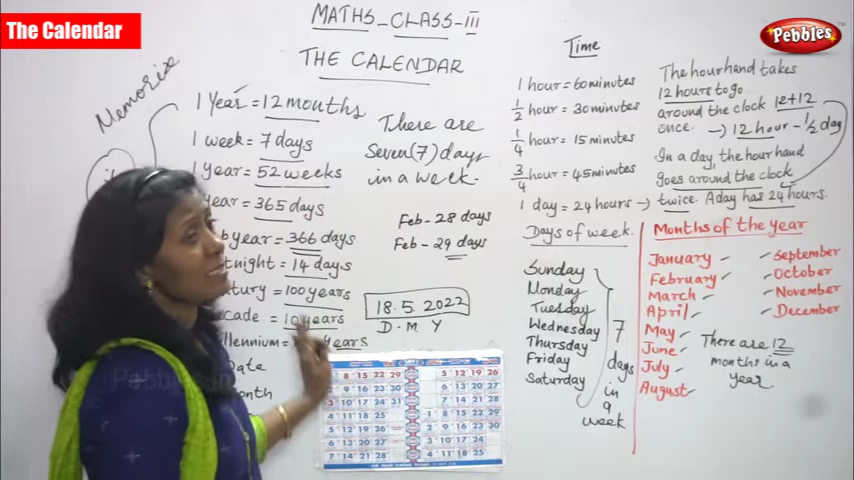 The Calendar
MATHS-CLASS-III
THE CALENDAR
Pebbles
Memorize
1 Year = 12 months
1 week = 7 days
1 year = 52 weeks
year = 365 days
year = 366 days
14 days
100 years
10 years
llennium =
years
Date
There are
Seven (7) days
in a week.
Feb - 28 days
Feb - 29 days
18.5.2022
D . M Y
Time
1 hour = 60 minutes
1/2 hour = 30 minutes
1/4 hour = 15 minutes
3/4 hour = 45 minutes
1 day = 24 hours →
The hour hand takes
12 hours to go
around the clock 12+12
once. → 12 hour - 1/2 day
In a day, the hour hand
goes around the clock
twice. A day has 24 hours.
Days of week.
Sunday
Monday
Tuesday
Wednesday
Thursday
Friday
Saturday
7
days
in
a
week
Months of the year
January
February
March
April
May
June
July
August
September
October
November
December
There are 12
months in a
year.